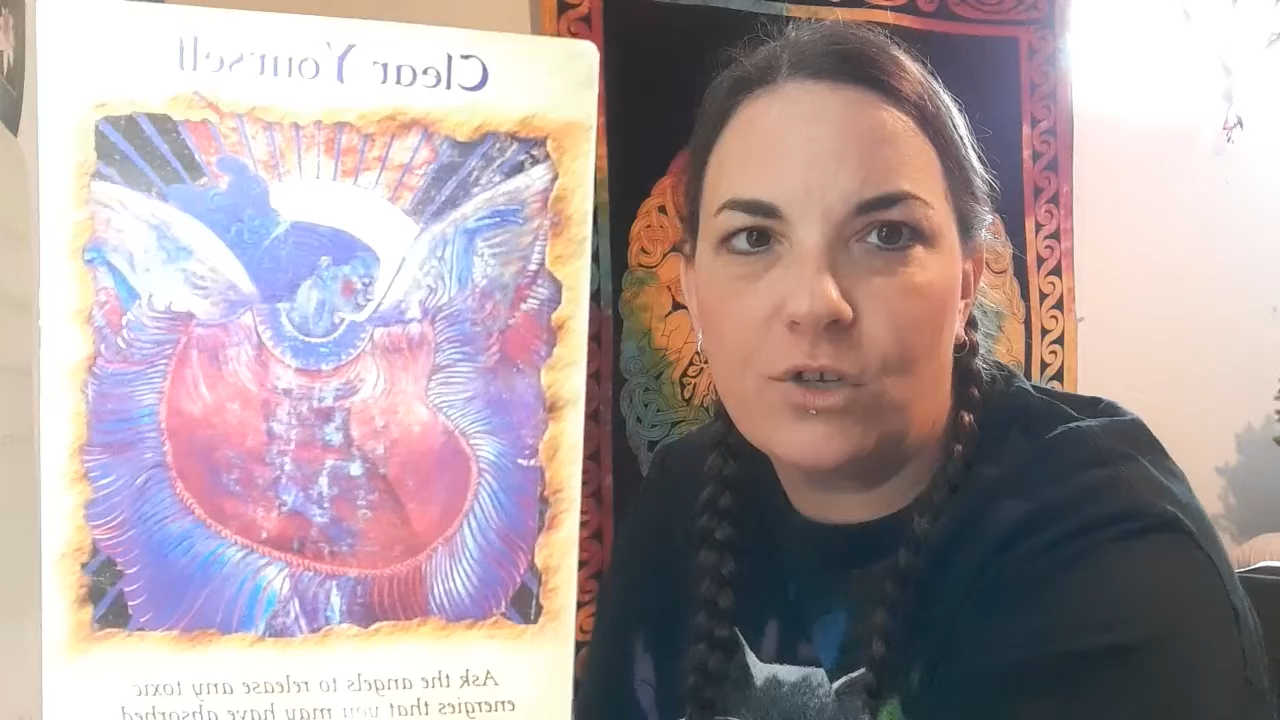 Clear Yourself
Ask the angels to release any toxic
energies that you may have absorbed